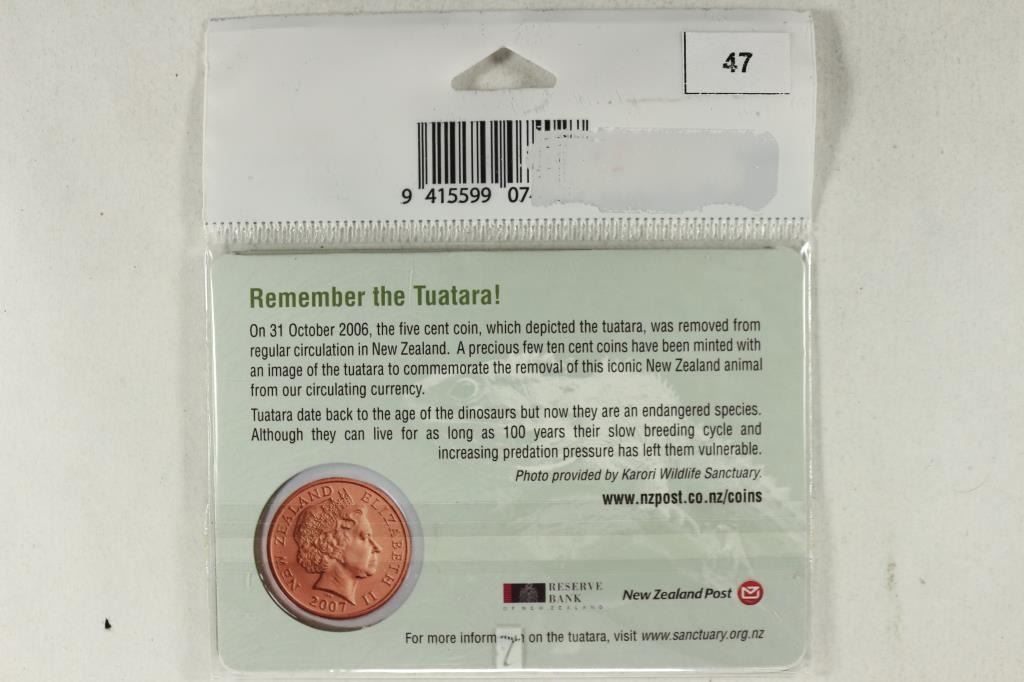 47
9 415599 07
Remember the Tuatara!
On 31 October 2006, the five cent coin, which depicted the tuatara, was removed from
regular circulation in New Zealand. A precious few ten cent coins have been minted with
an image of the tuatara to commemorate the removal of this iconic New Zealand animal
from our circulating currency.
Tuatara date back to the age of the dinosaurs but now they are an endangered species.
Although they can live for as long as 100 years their slow breeding cycle and
increasing predation pressure has left them vulnerable.
Photo provided by Karori Wildlife Sanctuary.
www.nzpost.co.nz/coins
NEW ZEALAND ELIZABETH II
2007
RESERVE
BANK
OF NEW ZEALAND
New Zealand Post
For more on the tuatara, visit www.sanctuary.org.nz